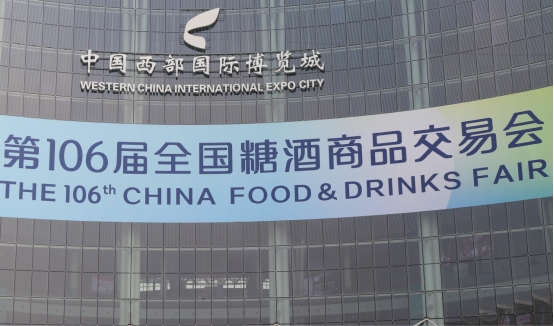 中国西部国际博览城
WESTERN CHINA INTERNATIONAL EXPO CITY
第106届全国糖酒商品交易会
THE 106th CHINA FOOD & DRINKS FAIR